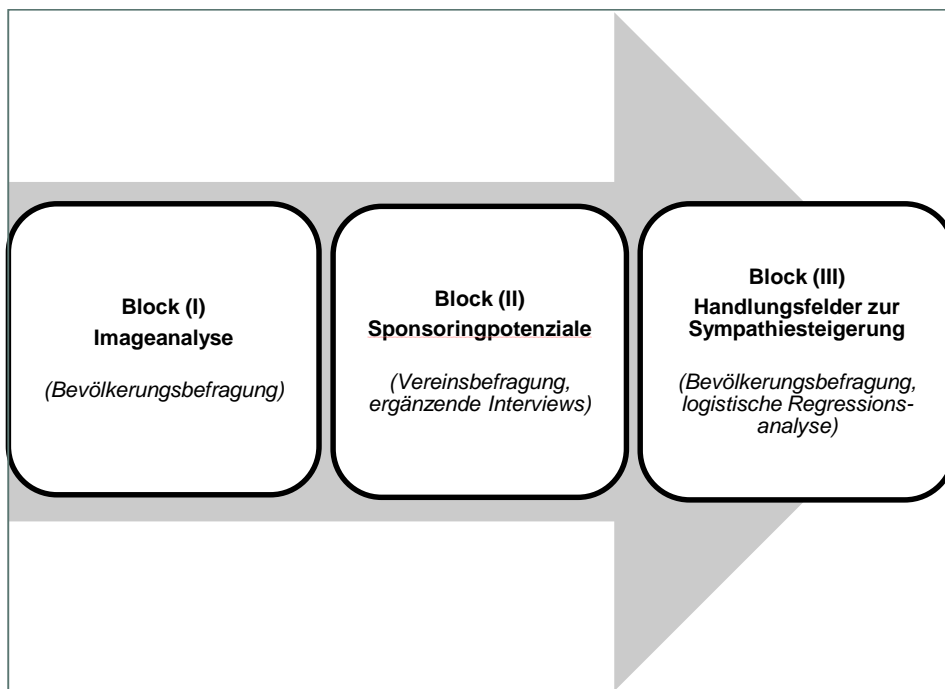 Block (I)
Imageanalyse
(Bevölkerungsbefragung)
Block (II)
Sponsoringpotenziale
(Vereinsbefragung,
ergänzende Interviews)
Block (III)
Handlungsfelder zur
Sympathiesteigerung
(Bevölkerungsbefragung,
logistische Regressions-
analyse)